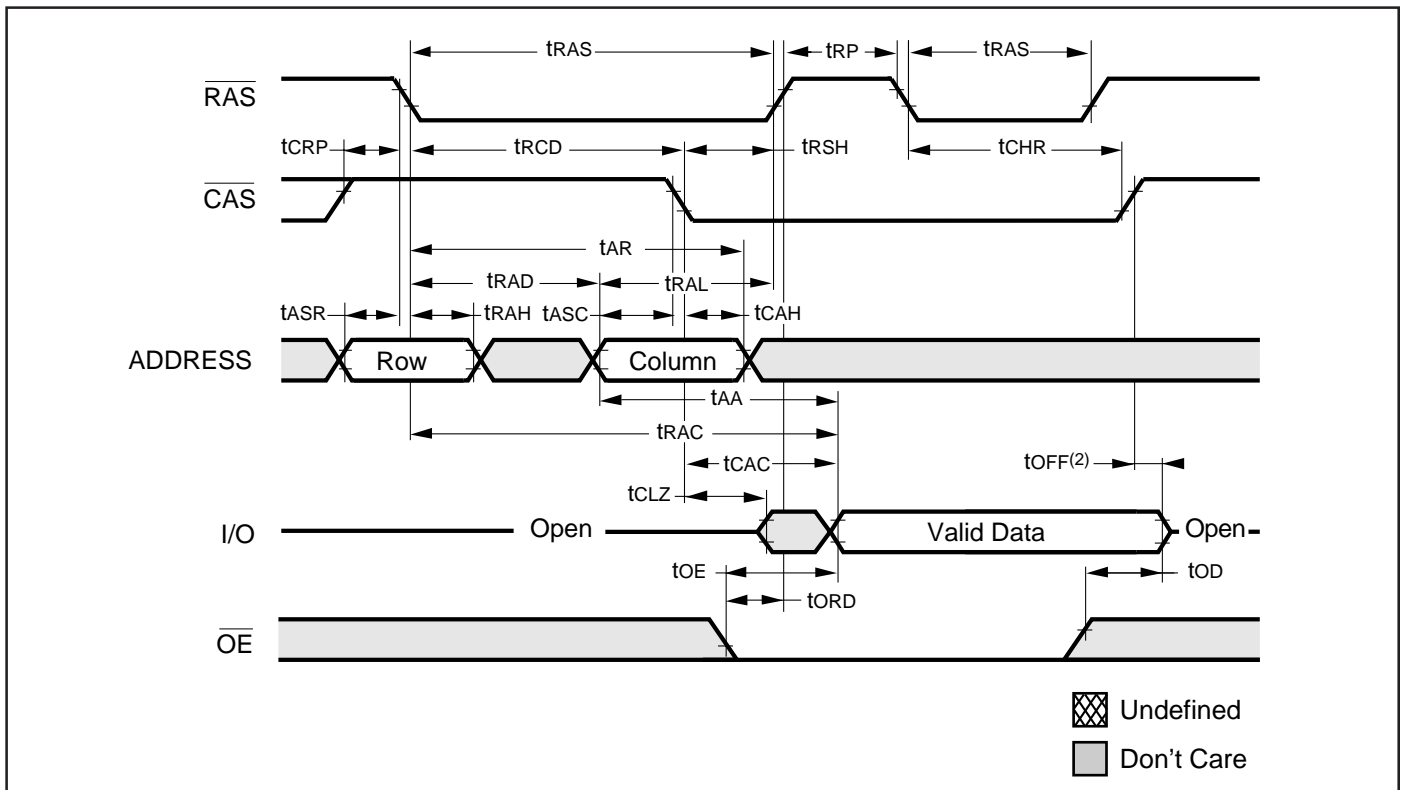 tRAS
tRP
tRAS
RAS
tCRP
tRCD
tRSH
tCHR
CAS
tAR
tRAD
tRAL
tASR
tRAH
tASC
tCAH
ADDRESS
Row
Column
tAA
tRAC
tCAC
tOFF(2)
tCLZ
I/O
Open
Valid Data
Open
tOE
tOD
tORD
OE
Undefined
Don't Care